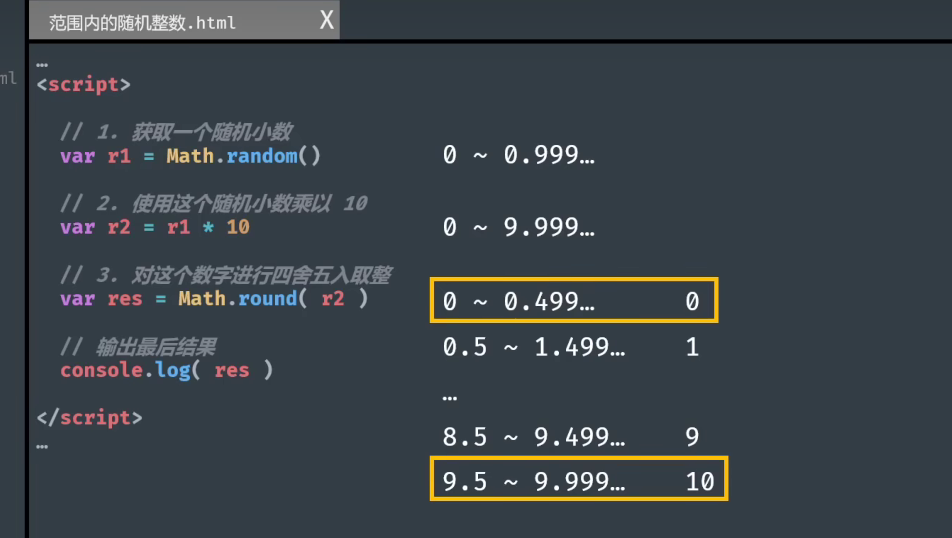 范围内的随机整数.html X
ml
…
<script>
// 1. 获取一个随机小数
var r1 = Math.random() 0 ~ 0.999…
// 2. 使用这个随机小数乘以 10
var r2 = r1 * 10 0 ~ 9.999…
// 3. 对这个数字进行四舍五入取整
var res = Math.round( r2 ) 0 ~ 0.499… 0
// 输出最后结果 0.5 ~ 1.499… 1
console.log( res )
…
</script> 8.5 ~ 9.499… 9
…
9.5 ~ 9.999… 10